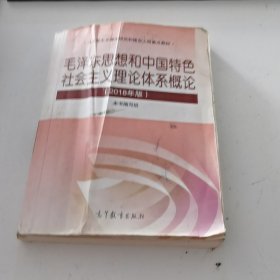 毛泽东思想和中国特色
社会主义理论体系概论
（2018年版）
本书编写组
高等教育出版社